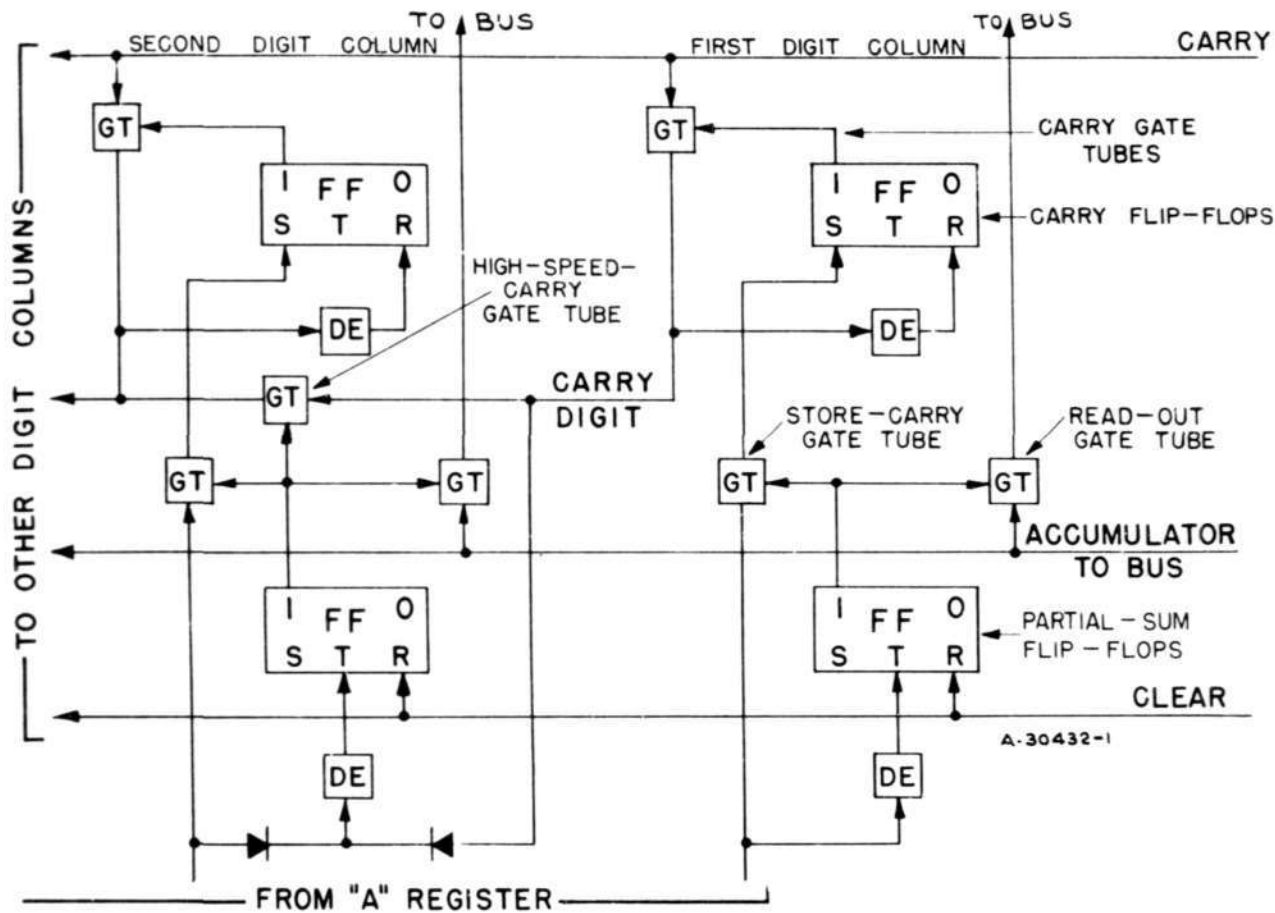 TO BUS
TO BUS
SECOND DIGIT COLUMN
FIRST DIGIT COLUMN
CARRY
GT
GT
CARRY GATE
TUBES
I FF O
S T R
I FF O
S T R
CARRY FLIP-FLOPS
HIGH-SPEED-
CARRY
GATE TUBE
DE
DE
TO OTHER DIGIT COLUMNS
GT
CARRY
DIGIT
STORE-CARRY
GATE TUBE
READ-OUT
GATE TUBE
GT
GT
GT
GT
ACCUMULATOR
TO BUS
I FF O
S T R
I FF O
S T R
PARTIAL-SUM
FLIP-FLOPS
CLEAR
A-30432-1
DE
DE
FROM "A" REGISTER